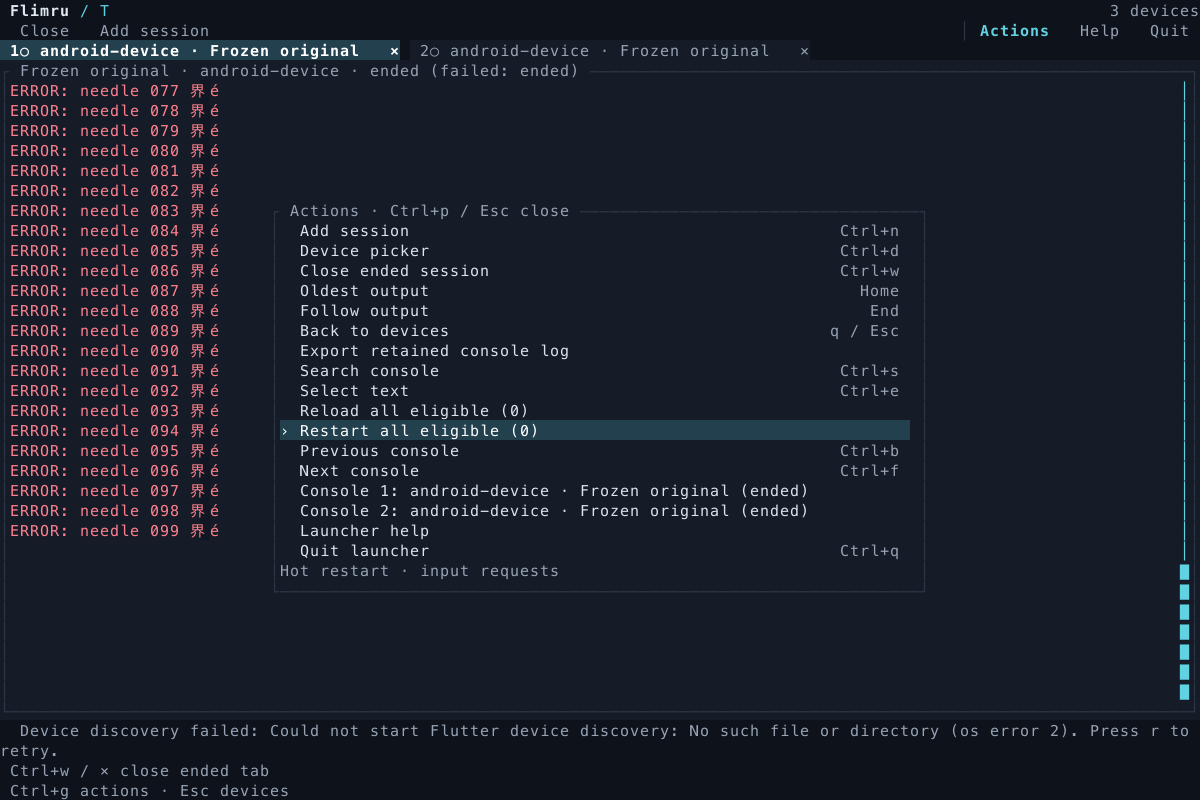 Flimru / T 3 devices
Close Add session Actions Help Quit
1○ android-device · Frozen original × 2○ android-device · Frozen original ×
Frozen original · android-device · ended (failed: ended)
ERROR: needle 077 界 é
ERROR: needle 078 界 é
ERROR: needle 079 界 é
ERROR: needle 080 界 é
ERROR: needle 081 界 é
ERROR: needle 082 界 é
ERROR: needle 083 界 é
ERROR: needle 084 界 é
ERROR: needle 085 界 é
ERROR: needle 086 界 é
ERROR: needle 087 界 é
ERROR: needle 088 界 é
ERROR: needle 089 界 é
ERROR: needle 090 界 é
ERROR: needle 091 界 é
ERROR: needle 092 界 é
ERROR: needle 093 界 é
ERROR: needle 094 界 é
ERROR: needle 095 界 é
ERROR: needle 096 界 é
ERROR: needle 097 界 é
ERROR: needle 098 界 é
ERROR: needle 099 界 é
Actions · Ctrl+p / Esc close
Add session Ctrl+n
Device picker Ctrl+d
Close ended session Ctrl+w
Oldest output Home
Follow output End
Back to devices q / Esc
Export retained console log
Search console Ctrl+s
Select text Ctrl+e
Reload all eligible (0)
› Restart all eligible (0)
Previous console Ctrl+b
Next console Ctrl+f
Console 1: android-device · Frozen original (ended)
Console 2: android-device · Frozen original (ended)
Launcher help
Quit launcher Ctrl+q
Hot restart · input requests
Device discovery failed: Could not start Flutter device discovery: No such file or directory (os error 2). Press r to
retry.
Ctrl+w / × close ended tab
Ctrl+g actions · Esc devices